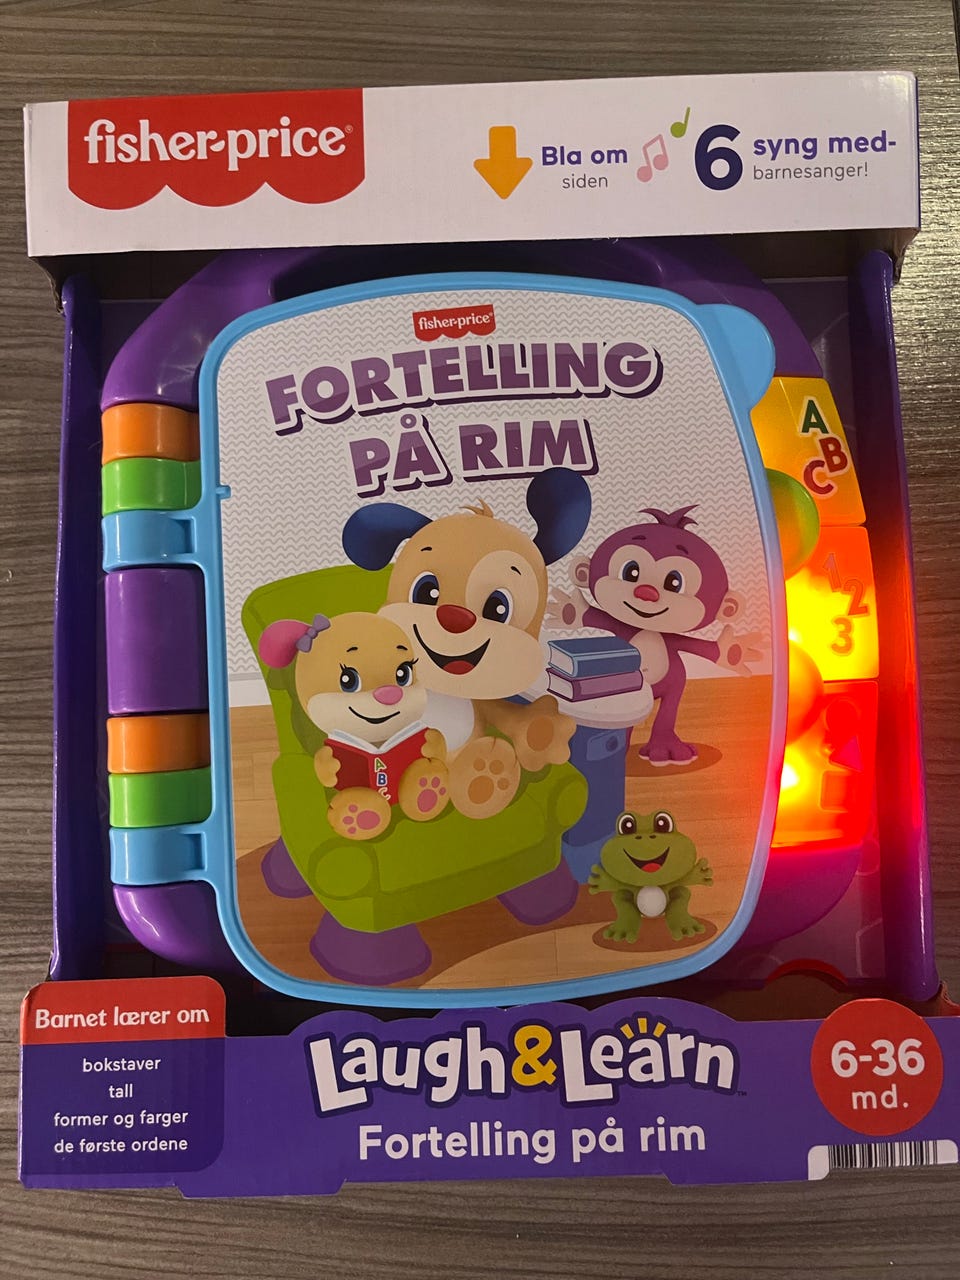 fisher-price®
Bla om
siden
6 syng med-
barnesanger!
fisher-price®
FORTELLING
PÅ RIM
A
B
C
1
2
3
A
B
C
Barnet lærer om
bokstaver
tall
former og farger
de første ordene
Laugh&Learn™
Fortelling på rim
6-36
md.